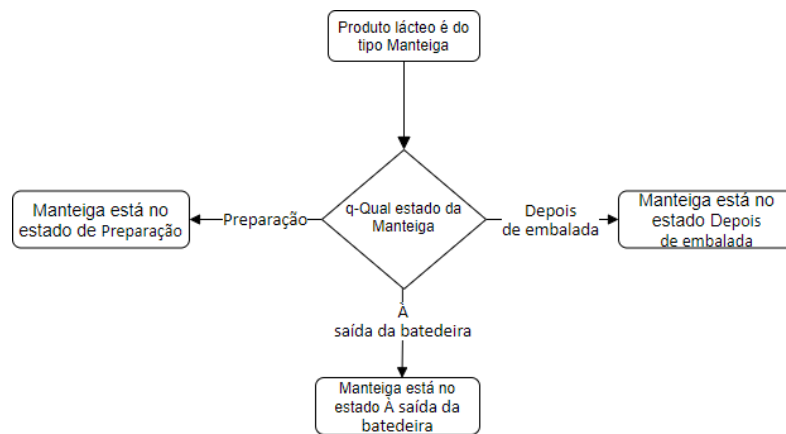 Produto lácteo é do
tipo Manteiga
q-Qual estado da
Manteiga
Manteiga está no
estado de Preparação
Preparação
Depois
de embalada
Manteiga está no
estado Depois
de embalada
À
saída da batedeira
Manteiga está no
estado À saída da
batedeira